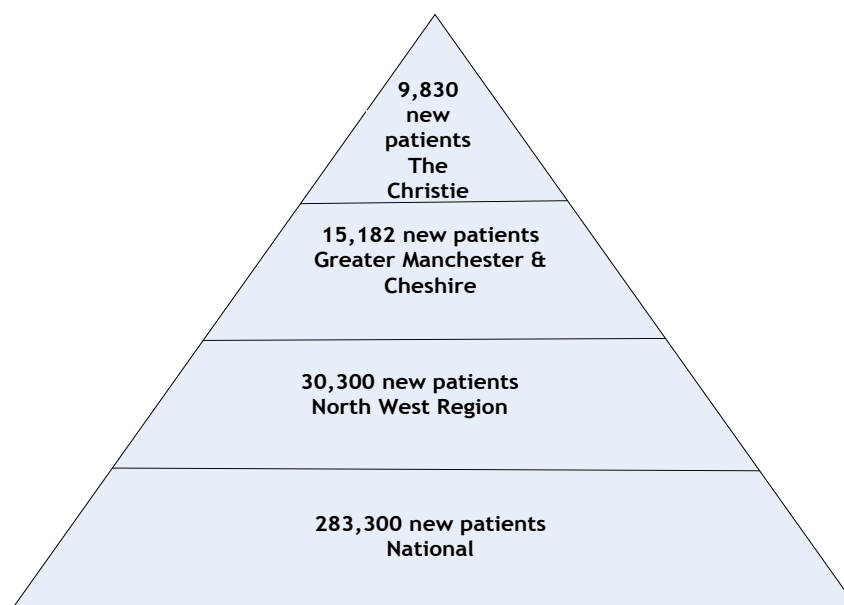 9,830
new
patients
The
Christie
15,182 new patients
Greater Manchester &
Cheshire
30,300 new patients
North West Region
283,300 new patients
National